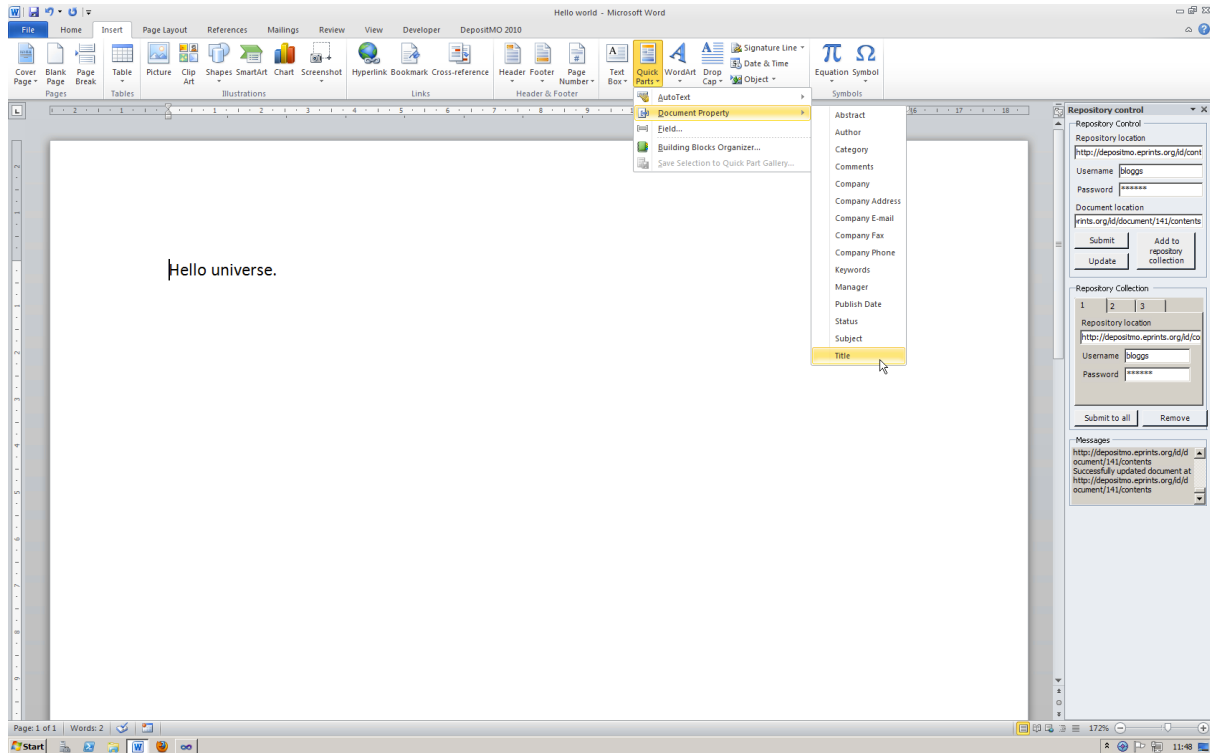 Hello world - Microsoft Word
File Home Insert Page Layout References Mailings Review View Developer DepositMO 2010
Cover Page
Blank Page
Page Break
Pages
Table
Tables
Picture
Clip Art
Shapes
SmartArt
Chart
Screenshot
Illustrations
Hyperlink
Bookmark
Cross-reference
Links
Header
Footer
Page Number
Header & Footer
Text Box
Quick Parts
WordArt
Drop Cap
Signature Line
Date & Time
Object
Equation
Symbol
Symbols
AutoText
Document Property
Field...
Building Blocks Organizer...
Save Selection to Quick Part Gallery...
Abstract
Author
Category
Comments
Company
Company Address
Company E-mail
Company Fax
Company Phone
Keywords
Manager
Publish Date
Status
Subject
Title
Hello universe.
Repository control
Repository Control
Repository location
http://depositmo.eprints.org/id/cont
Username bloggs
Password ******
Document location
rints.org/id/document/141/contents
Submit
Update
Add to
repository
collection
Repository Collection
1 2 3
Repository location
http://depositmo.eprints.org/id/co
Username bloggs
Password ******
Submit to all Remove
Messages
http://depositmo.eprints.org/id/d
ocument/141/contents
Successfully updated document at
http://depositmo.eprints.org/id/d
ocument/141/contents
Page: 1 of 1 Words: 2 172%
Start 11:48